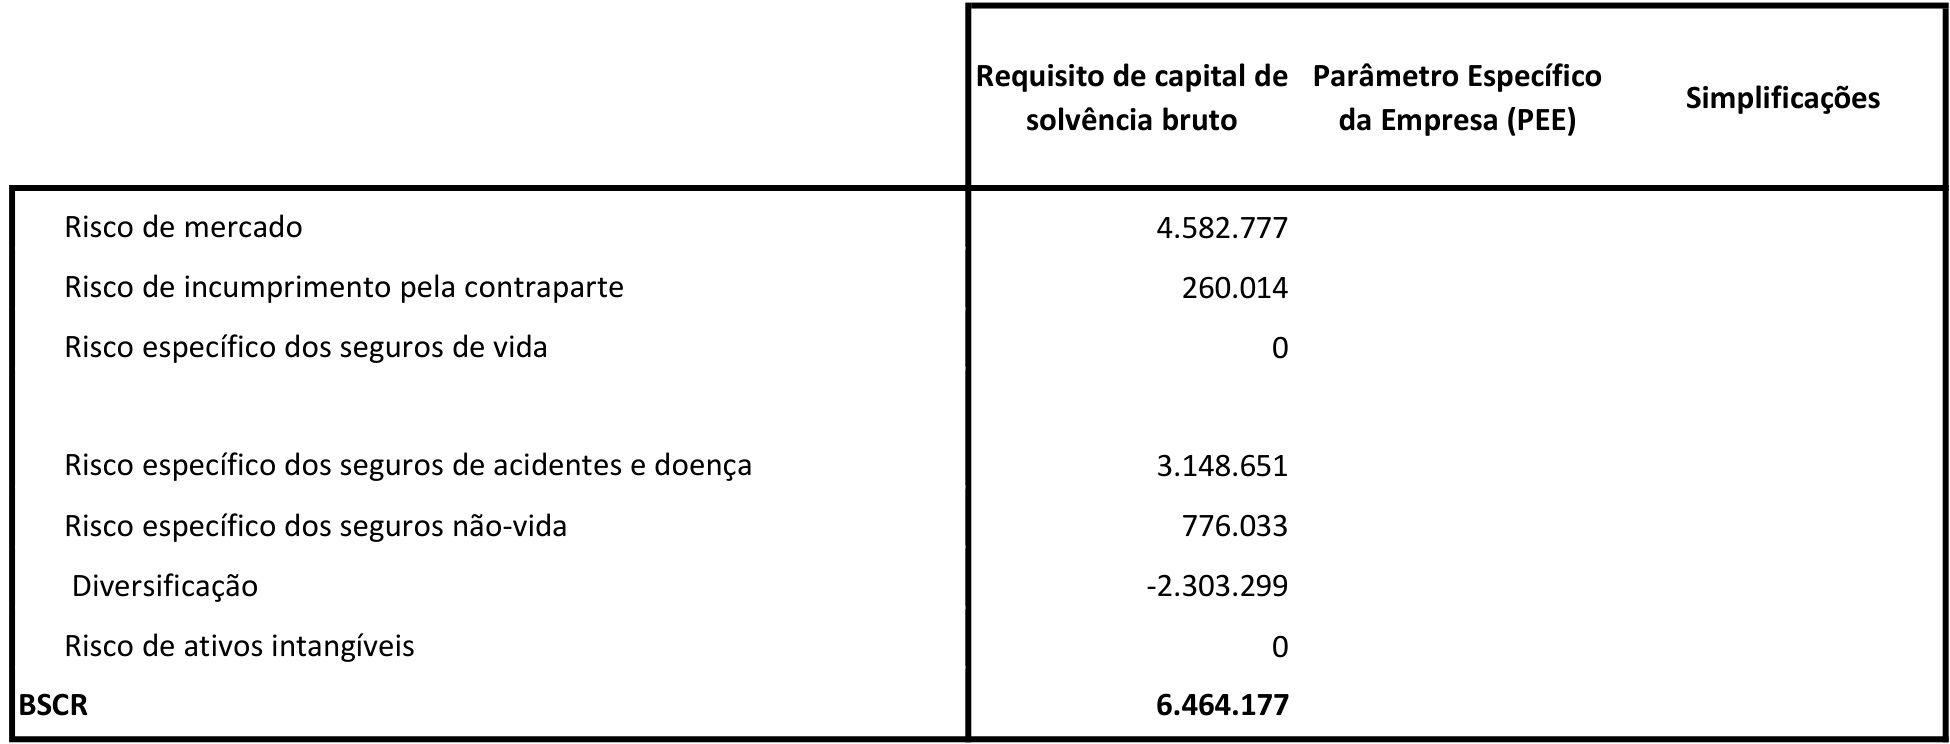 Requisito de capital de
solvência bruto
Parâmetro Específico
da Empresa (PEE)
Simplificações
Risco de mercado 4.582.777
Risco de incumprimento pela contraparte 260.014
Risco específico dos seguros de vida 0
Risco específico dos seguros de acidentes e doença 3.148.651
Risco específico dos seguros não-vida 776.033
Diversificação -2.303.299
Risco de ativos intangíveis 0
BSCR 6.464.177